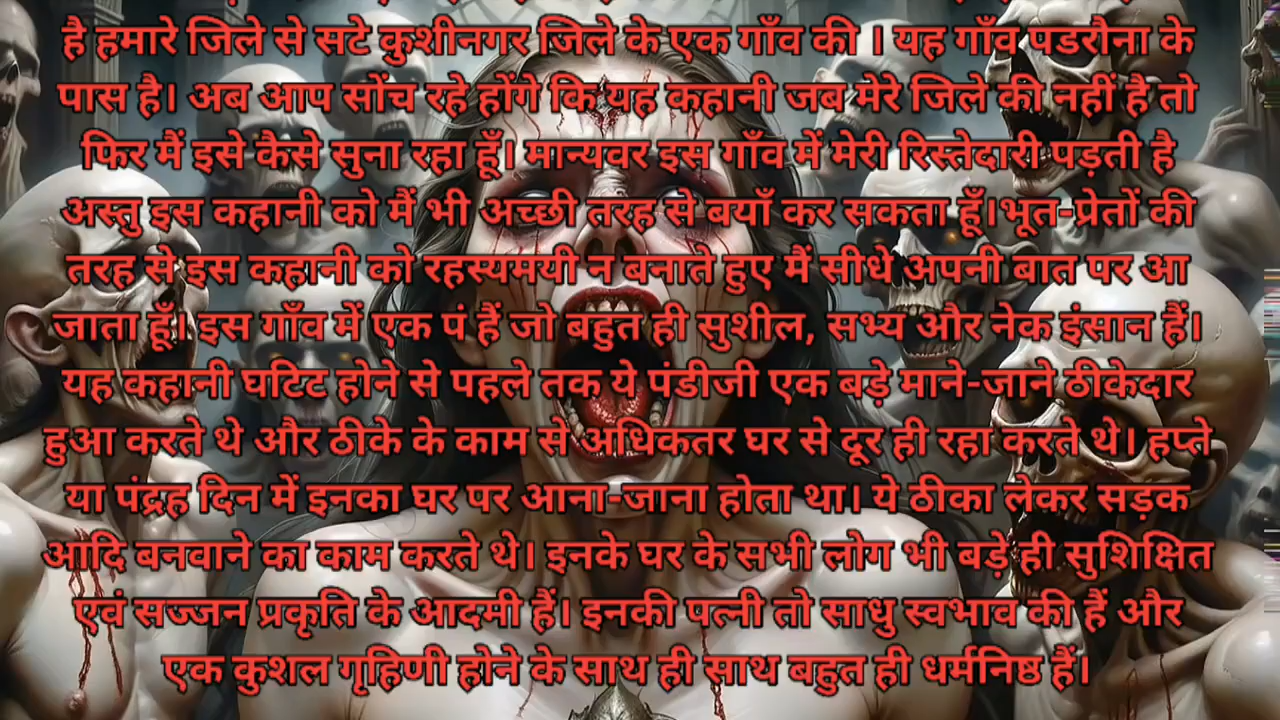 है हमारे जिले से सटे कुशीनगर जिले के एक गाँव की । यह गाँव पडरौना के
पास है। अब आप सोंच रहे होंगे कि यह कहानी जब मेरे जिले की नहीं है तो
फिर मैं इसे कैसे सुना रहा हूँ। मान्यवर इस गाँव में मेरी रिस्तेदारी पड़ती है
अस्तु इस कहानी को मैं भी अच्छी तरह से बयाँ कर सकता हूँ।भूत-प्रेतों की
तरह से इस कहानी को रहस्यमयी न बनाते हुए मैं सीधे अपनी बात पर आ
जाता हूँ। इस गाँव में एक पं हैं जो बहुत ही सुशील, सभ्य और नेक इंसान हैं।
यह कहानी घटिट होने से पहले तक ये पंडीजी एक बड़े माने-जाने ठीकेदार
हुआ करते थे और ठीके के काम से अधिकतर घर से दूर ही रहा करते थे। हप्ते
या पंद्रह दिन में इनका घर पर आना-जाना होता था। ये ठीका लेकर सड़क
आदि बनवाने का काम करते थे। इनके घर के सभी लोग भी बड़े ही सुशिक्षित
एवं सज्जन प्रकृति के आदमी हैं। इनकी पत्नी तो साधु स्वभाव की हैं और
एक कुशल गृहिणी होने के साथ ही साथ बहुत ही धर्मनिष्ठ हैं।